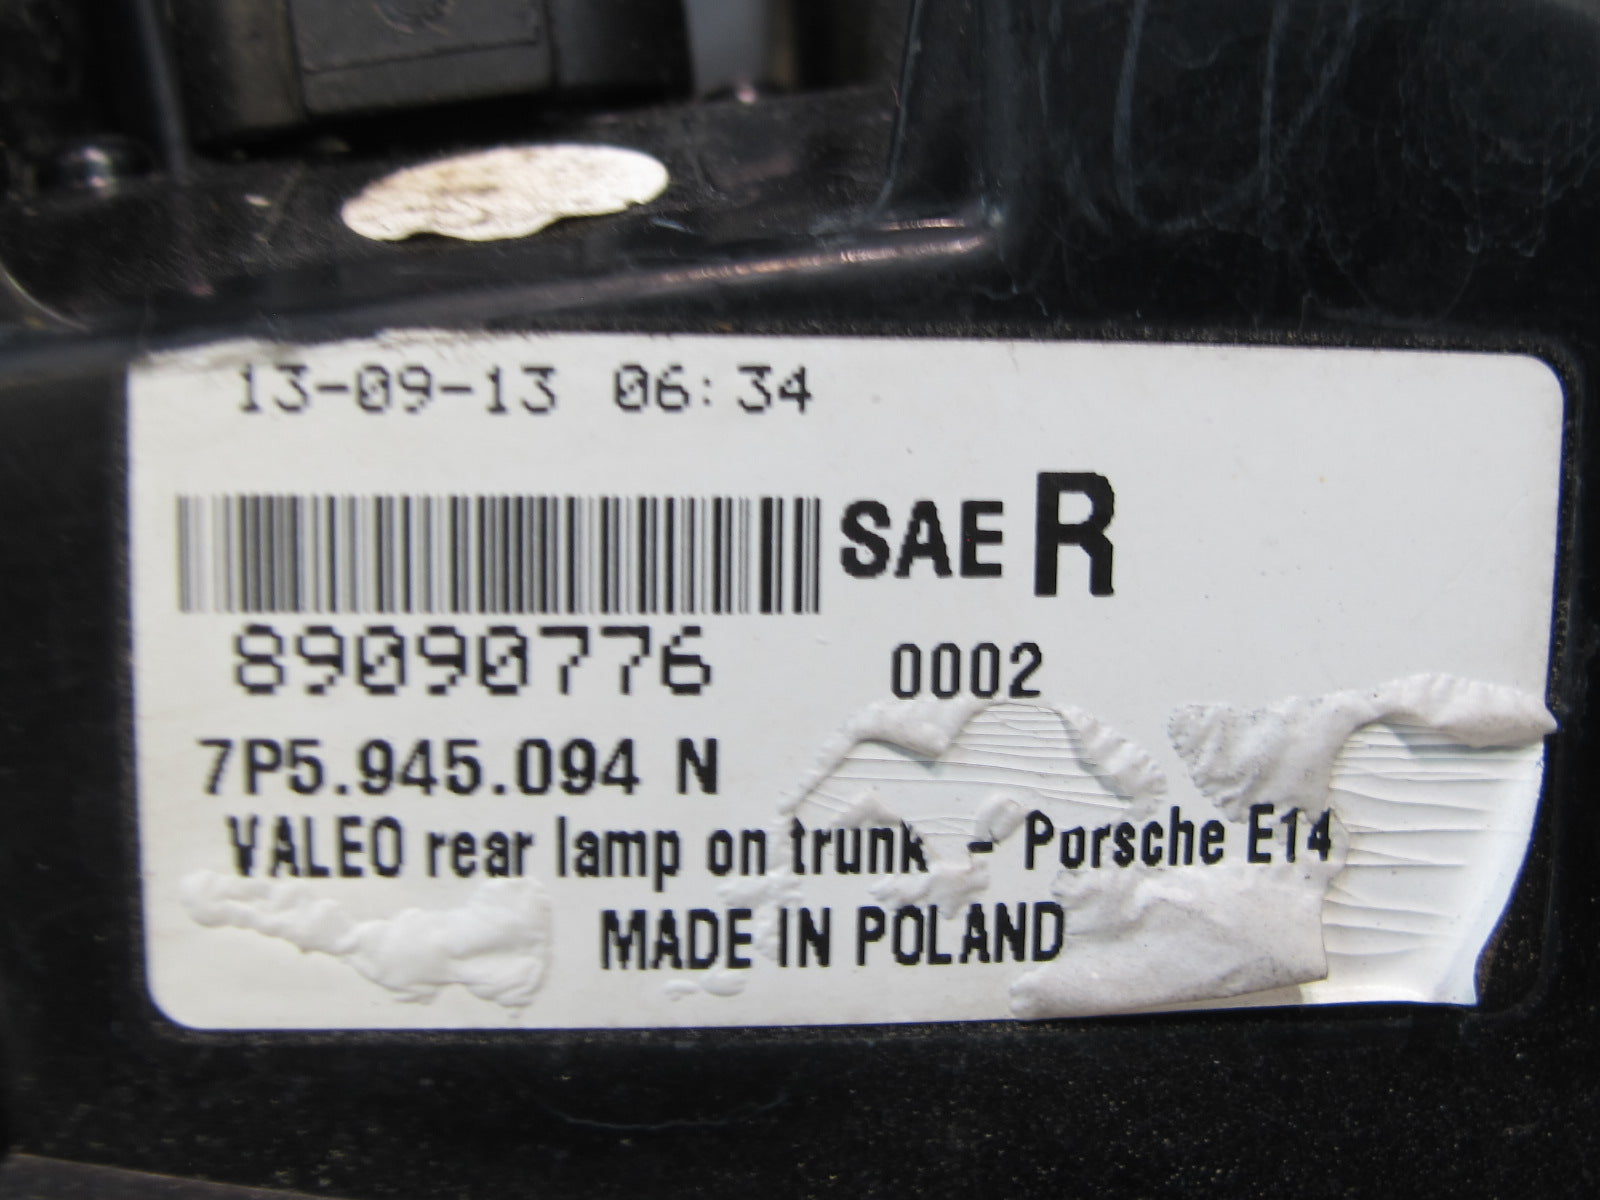 13-09-13 06:34
SAE R
89090776 0002
7P5.945.094 N
VALEO rear lamp on trunk - Porsche E14
MADE IN POLAND